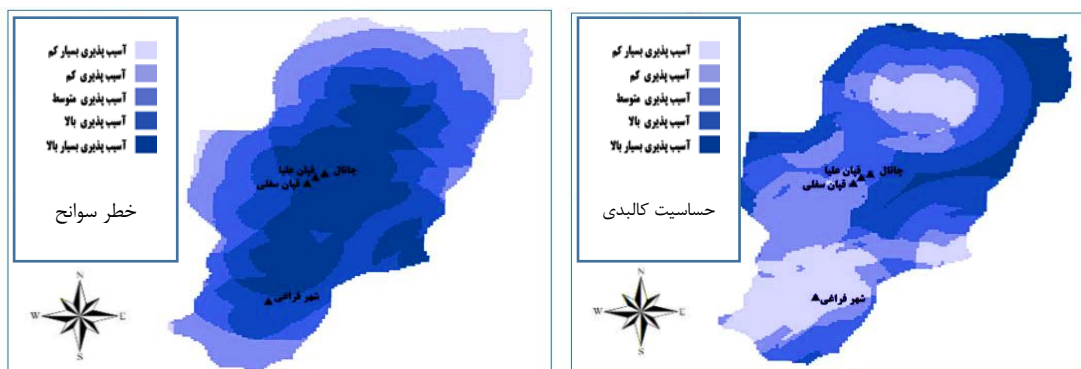 آسیب پذیری بسیار کم
آسیب پذیری کم
آسیب پذیری متوسط
آسیب پذیری بالا
آسیب پذیری بسیار بالا
خطر سوانح
قپان علیا
چاتال
قپان سفلی
شهر فراغی
N
W
E
S
آسیب پذیری بسیار کم
آسیب پذیری کم
آسیب پذیری متوسط
آسیب پذیری بالا
آسیب پذیری بسیار بالا
حساسیت کالبدی
قپان علیا
چاتال
قپان سفلی
شهر فراغی
N
W
E
S